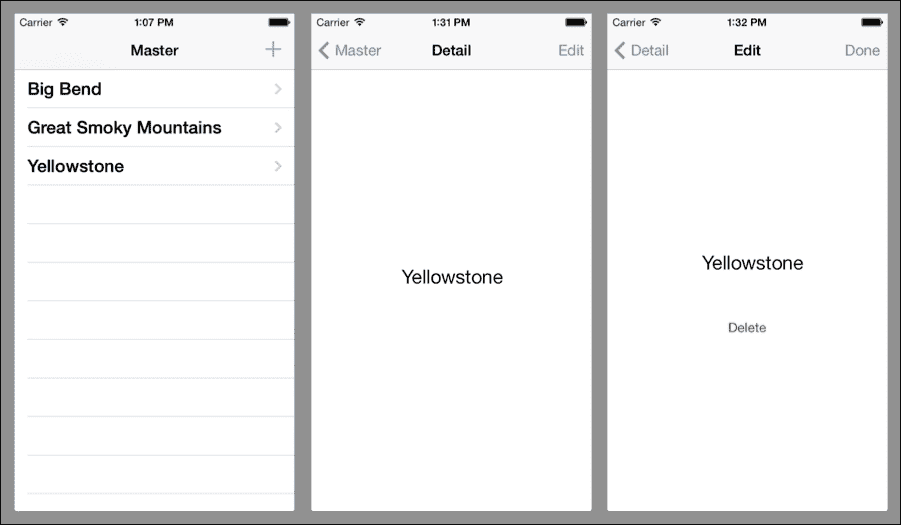 Carrier 1:07 PM
Master +
Big Bend
Great Smoky Mountains
Yellowstone
Carrier 1:31 PM
Master Detail Edit
Yellowstone
Carrier 1:32 PM
Detail Edit Done
Yellowstone
Delete